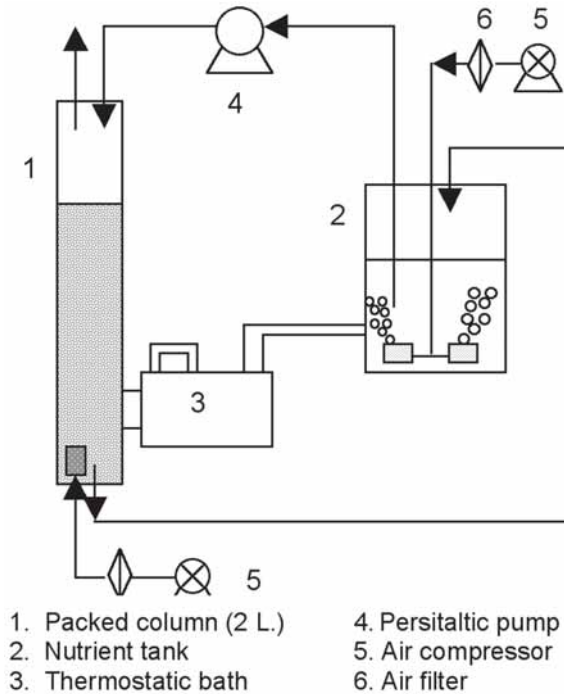 6 5
4
1
2
3
5
1. Packed column (2 L.) 4. Persitaltic pump
2. Nutrient tank 5. Air compressor
3. Thermostatic bath 6. Air filter